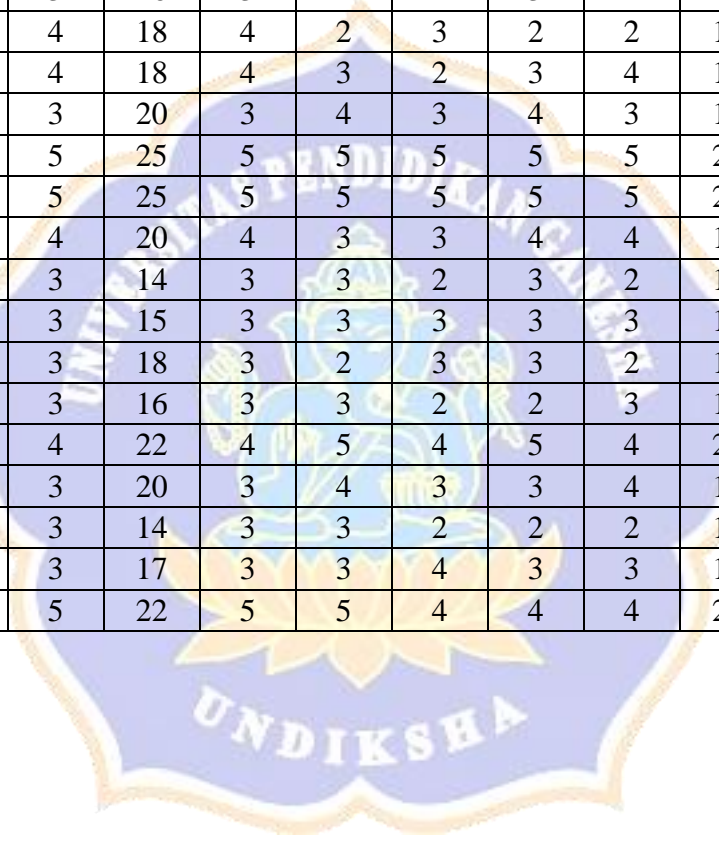 4 18 4 2 3 2 2
4 18 4 3 2 3 4
3 20 3 4 3 4 3
5 25 5 5 5 5 5
5 25 5 5 5 5 5
4 20 4 3 3 4 4
3 14 3 3 2 3 2
3 15 3 3 3 3 3
3 18 3 2 3 3 2
3 16 3 3 2 2 3
4 22 4 5 4 5 4
3 20 3 4 3 3 4
3 14 3 3 2 2 2
3 17 3 3 4 3 3
5 22 5 5 4 4 4
UNIVERSITAS PENDIDIKAN GANESHA
UNDIKSHA